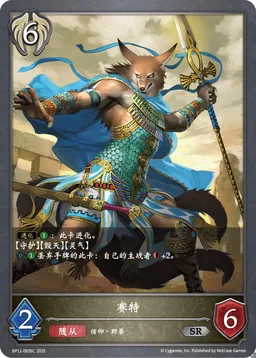 6
进化 1 : 此卡进化。
【守护】【毁灭】【灵气】
1 丢弃手牌的此卡: 自己的主战者 +2。
赛特
2
随从
信仰·野兽
SR
6
© Cygames, Inc. Published by NetEase Games